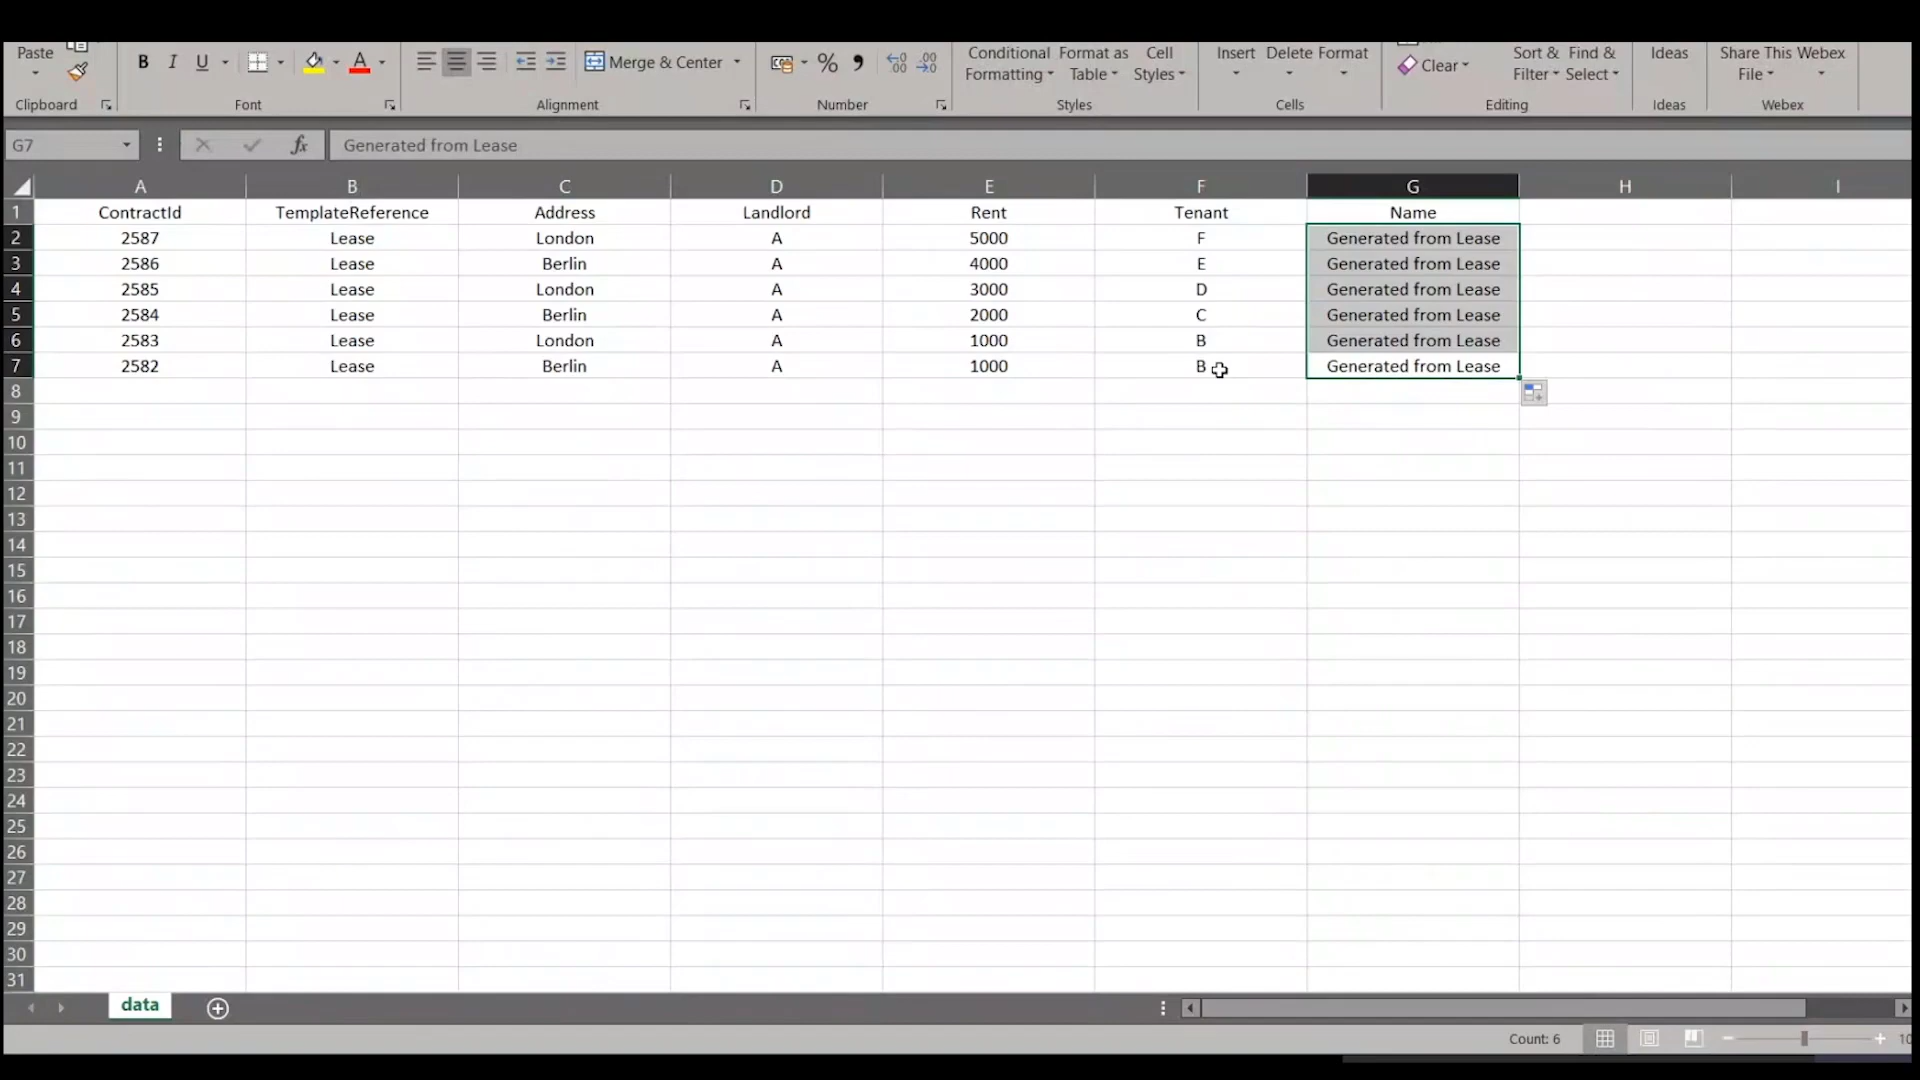 Paste
B I U A
Merge & Center
% ,
Conditional Format as Cell
Formatting Table Styles
Insert Delete Format
Clear
Sort & Find &
Filter Select
Ideas
Share This Webex
File
Clipboard Font Alignment Number Styles Cells Editing Ideas Webex
G7 fx Generated from Lease
A B C D E F G H I
1 ContractId TemplateReference Address Landlord Rent Tenant Name
2 2587 Lease London A 5000 F Generated from Lease
3 2586 Lease Berlin A 4000 E Generated from Lease
4 2585 Lease London A 3000 D Generated from Lease
5 2584 Lease Berlin A 2000 C Generated from Lease
6 2583 Lease London A 1000 B Generated from Lease
7 2582 Lease Berlin A 1000 B Generated from Lease
8
9
10
11
12
13
14
15
16
17
18
19
20
21
22
23
24
25
26
27
28
29
30
31
data
Count: 6